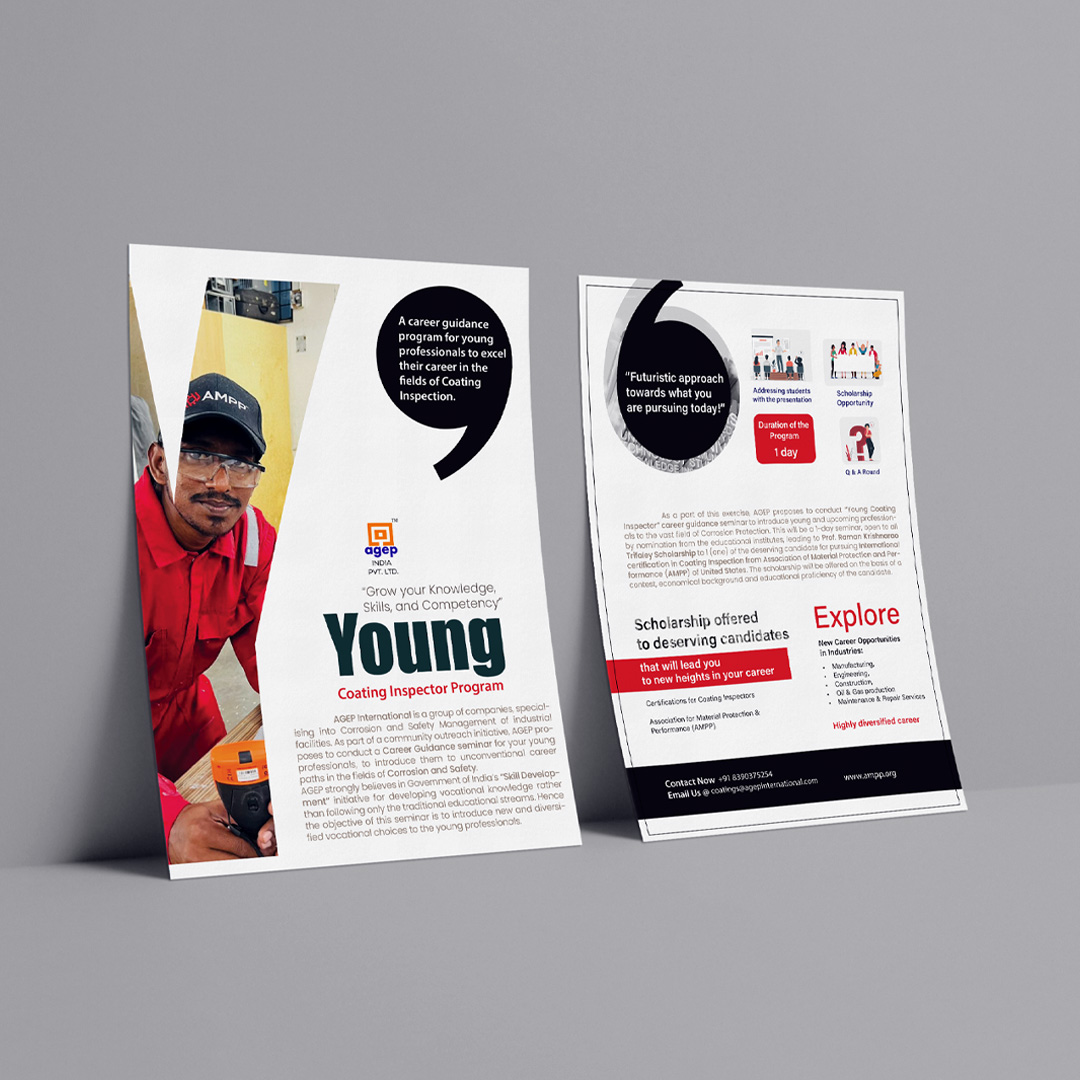 AMPP
A career guidance
program for young
professionals to excel
their career in the
fields of Coating
Inspection.
TM
agep
INDIA
PVT. LTD.
"Grow your Knowledge,
Skills, and Competency"
Young
Coating Inspector Program
AGEP International is a group of companies, special-
ising into Corrosion and Safety Management of industrial
facilities. As part of a community outreach initiative, AGEP pro-
poses to conduct a Career Guidance seminar for your young
professionals, to introduce them to unconventional career
paths in the fields of Corrosion and Safety.
AGEP strongly believes in Government of India's "Skill Develop-
ment" initiative for developing vocational knowledge rather
than following only the traditional educational streams. Hence
the objective of this seminar is to introduce new and diversi-
fied vocational choices to the young professionals.
"Futuristic approach
towards what you
are pursuing today!"
Addressing students
with the presentation
Scholarship
Opportunity
Duration of the
Program
1 day
Q & A Round
As a part of this exercise, AGEP proposes to conduct "Young Coating
Inspector" career guidance seminar to introduce young and upcoming profession-
als to the vast field of Corrosion Protection. This will be a 1-day seminar, open to all
by nomination from the educational institutes, leading to Prof. Raman Krishnarao
Trifaley Scholarship to 1 (one) of the deserving candidate for pursuing International
certification in Coating Inspection from Association of Material Protection and Per-
formance (AMPP) of United States. The scholarship will be offered on the basis of a
contest, economical background and educational proficiency of the candidate.
Scholarship offered
to deserving candidates
that will lead you
to new heights in your career
Certifications for Coating Inspectors
Association for Material Protection &
Performance (AMPP)
Explore
New Career Opportunities
in Industries:
• Manufacturing,
• Engineering,
• Construction,
• Oil & Gas production
• Maintenance & Repair Services
Highly diversified career
Contact Now +91 8390375254
Email Us @ coatings@agepinternational.com
www.ampp.org